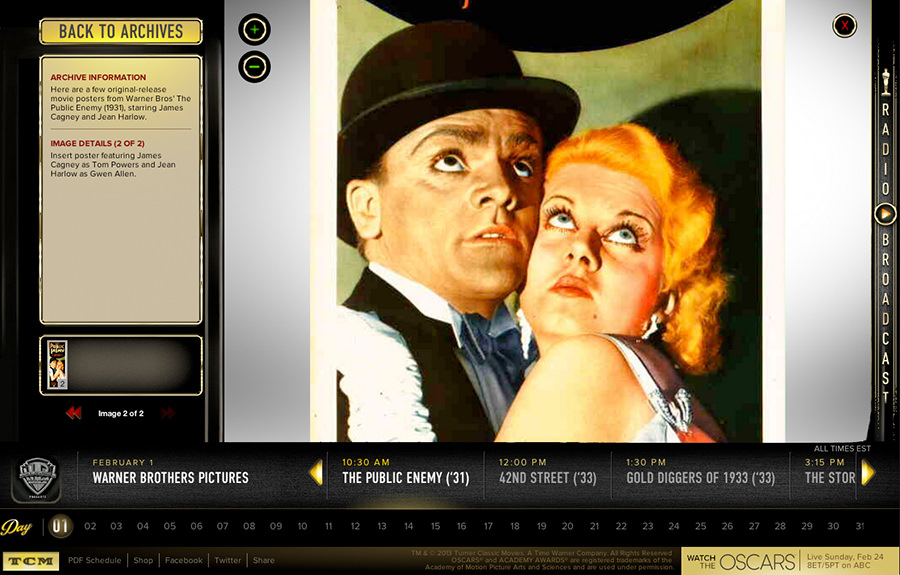 BACK TO ARCHIVES
ARCHIVE INFORMATION
Here are a few original-release
movie posters from Warner Bros' The
Public Enemy (1931), starring James
Cagney and Jean Harlow.
IMAGE DETAILS (2 OF 2)
Insert poster featuring James
Cagney as Tom Powers and Jean
Harlow as Gwen Allen.
2
Image 2 of 2
X
RADIO BROADCAST
ALL TIMES EST
FEBRUARY 1
WARNER BROTHERS PICTURES
10:30 AM
THE PUBLIC ENEMY ('31)
12:00 PM
42ND STREET ('33)
1:30 PM
GOLD DIGGERS OF 1933 ('33)
3:15 PM
THE STOR
Day 01 02 03 04 05 06 07 08 09 10 11 12 13 14 15 16 17 18 19 20 21 22 23 24 25 26 27 28 29 30 31
TCM PDF Schedule Shop Facebook Twitter Share
TM & © 2013 Turner Classic Movies. A Time Warner Company. All Rights Reserved
OSCARS® and ACADEMY AWARDS® are registered trademarks of the
Academy of Motion Picture Arts and Sciences and are used under permission.
WATCH THE OSCARS
Live Sunday, Feb 24
8ET/5PT on ABC